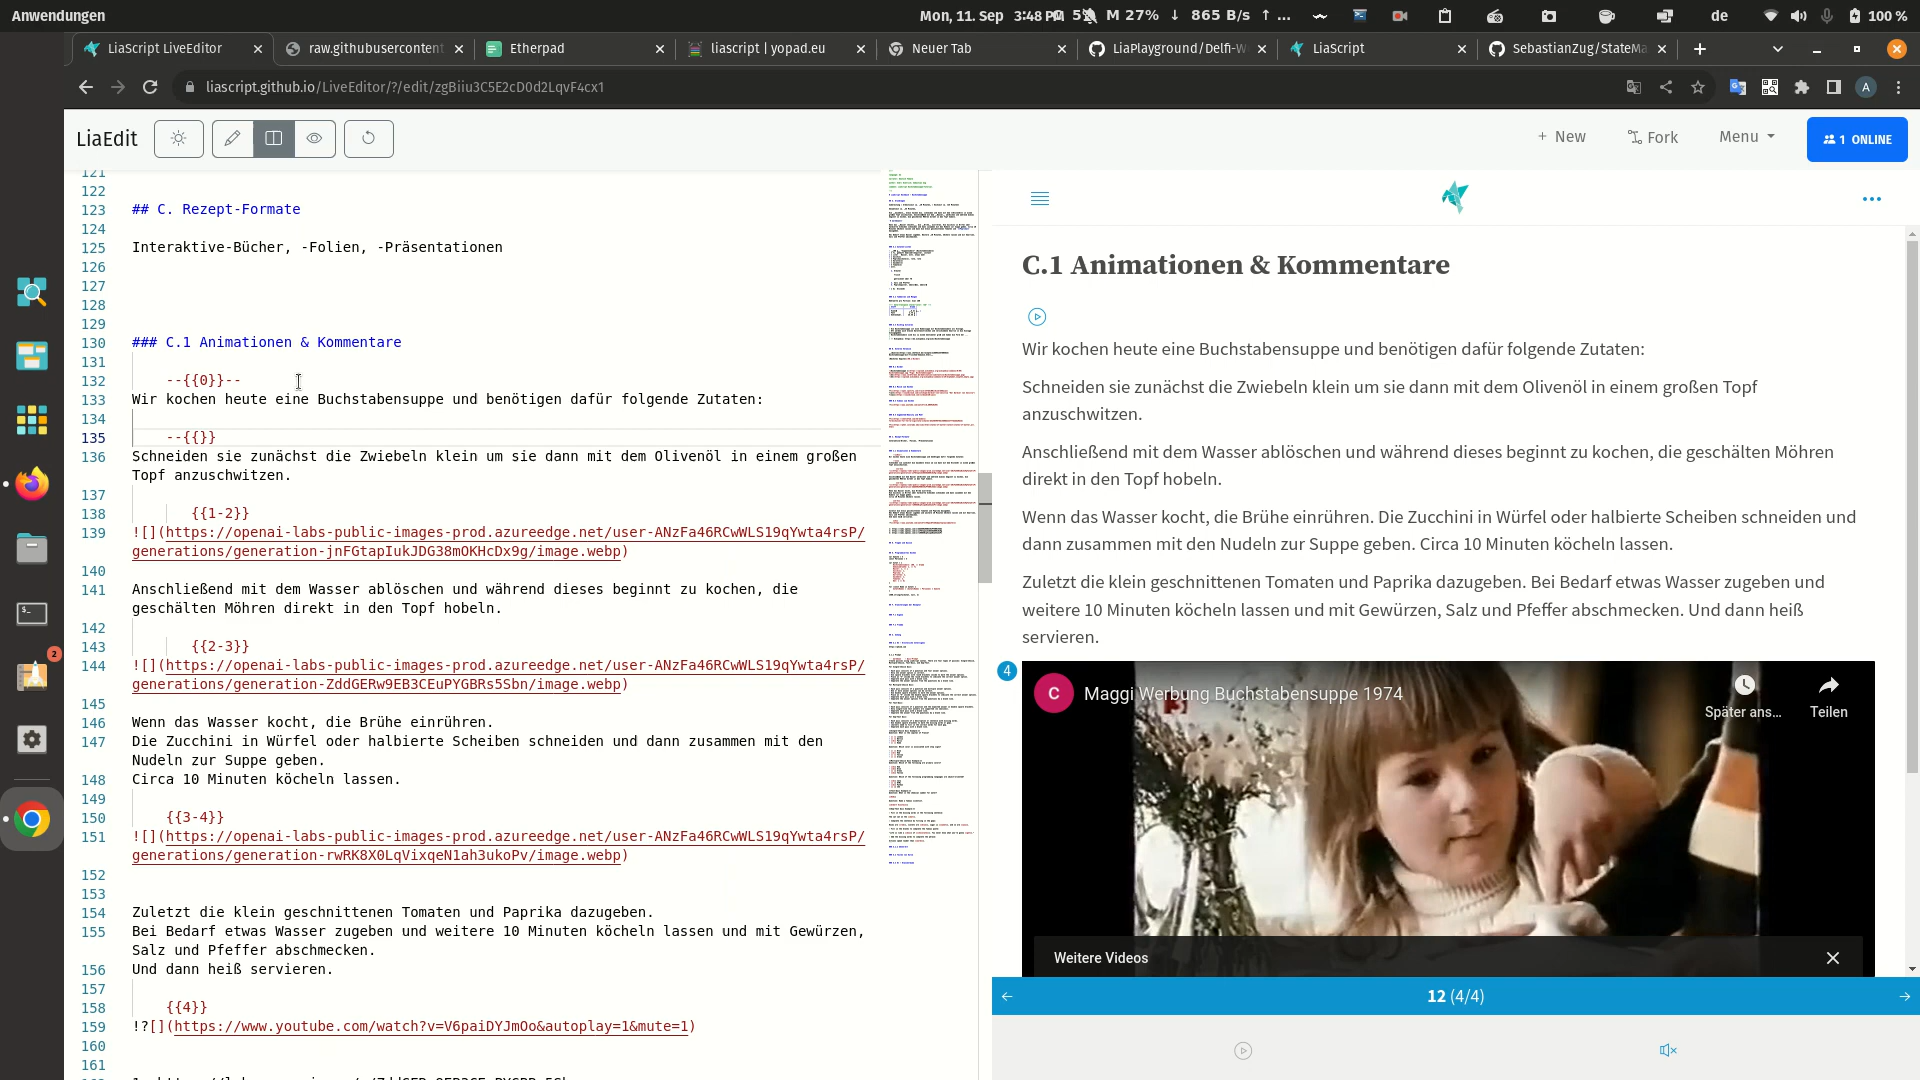 Anwendungen
Mon, 11. Sep 3:48 PM
M 27% ↓ 865 B/s ↑ ...
de
100 %
LiaScript LiveEditor
raw.githubusercontent
Etherpad
liascript | yopad.eu
Neuer Tab
LiaPlayground/Delfi-W
LiaScript
SebastianZug/StateMa
liascript.github.io/LiveEditor/?/edit/zgBiiu3C5E2cD0d2LqvF4cx1
A
LiaEdit
+ New
Fork
Menu
1 ONLINE
121
122
123 ## C. Rezept-Formate
124
125 Interaktive-Bücher, -Folien, -Präsentationen
126
127
128
129
130 ### C.1 Animationen & Kommentare
131
132 --{{0}}--
133 Wir kochen heute eine Buchstabensuppe und benötigen dafür folgende Zutaten:
134
135 --{{}}
136 Schneiden sie zunächst die Zwiebeln klein um sie dann mit dem Olivenöl in einem großen
Topf anzuschwitzen.
137
138 {{1-2}}
139 ![](https://openai-labs-public-images-prod.azureedge.net/user-ANzFa46RCwWLS19qYwta4rsP/
generations/generation-jnFGtapIukJDG38mOKHcDx9g/image.webp)
140
141 Anschließend mit dem Wasser ablöschen und während dieses beginnt zu kochen, die
geschälten Möhren direkt in den Topf hobeln.
142
143 {{2-3}}
144 ![](https://openai-labs-public-images-prod.azureedge.net/user-ANzFa46RCwWLS19qYwta4rsP/
generations/generation-ZddGERw9EB3CEuPYGBRs5Sbn/image.webp)
145
146 Wenn das Wasser kocht, die Brühe einrühren.
147 Die Zucchini in Würfel oder halbierte Scheiben schneiden und dann zusammen mit den
Nudeln zur Suppe geben.
148 Circa 10 Minuten köcheln lassen.
149
150 {{3-4}}
151 ![](https://openai-labs-public-images-prod.azureedge.net/user-ANzFa46RCwWLS19qYwta4rsP/
generations/generation-rwRK8X0LqVixqeN1ah3ukoPv/image.webp)
152
153
154 Zuletzt die klein geschnittenen Tomaten und Paprika dazugeben.
155 Bei Bedarf etwas Wasser zugeben und weitere 10 Minuten köcheln lassen und mit Gewürzen,
Salz und Pfeffer abschmecken.
156 Und dann heiß servieren.
157
158 {{4}}
159 !?[](https://www.youtube.com/watch?v=V6paiDYJmOo&autoplay=1&mute=1)
160
161
C.1 Animationen & Kommentare
Wir kochen heute eine Buchstabensuppe und benötigen dafür folgende Zutaten:
Schneiden sie zunächst die Zwiebeln klein um sie dann mit dem Olivenöl in einem großen Topf
anzuschwitzen.
Anschließend mit dem Wasser ablöschen und während dieses beginnt zu kochen, die geschälten Möhren
direkt in den Topf hobeln.
Wenn das Wasser kocht, die Brühe einrühren. Die Zucchini in Würfel oder halbierte Scheiben schneiden und
dann zusammen mit den Nudeln zur Suppe geben. Circa 10 Minuten köcheln lassen.
Zuletzt die klein geschnittenen Tomaten und Paprika dazugeben. Bei Bedarf etwas Wasser zugeben und
weitere 10 Minuten köcheln lassen und mit Gewürzen, Salz und Pfeffer abschmecken. Und dann heiß
servieren.
4
C
Maggi Werbung Buchstabensuppe 1974
Später ans...
Teilen
Weitere Videos
12 (4/4)
2